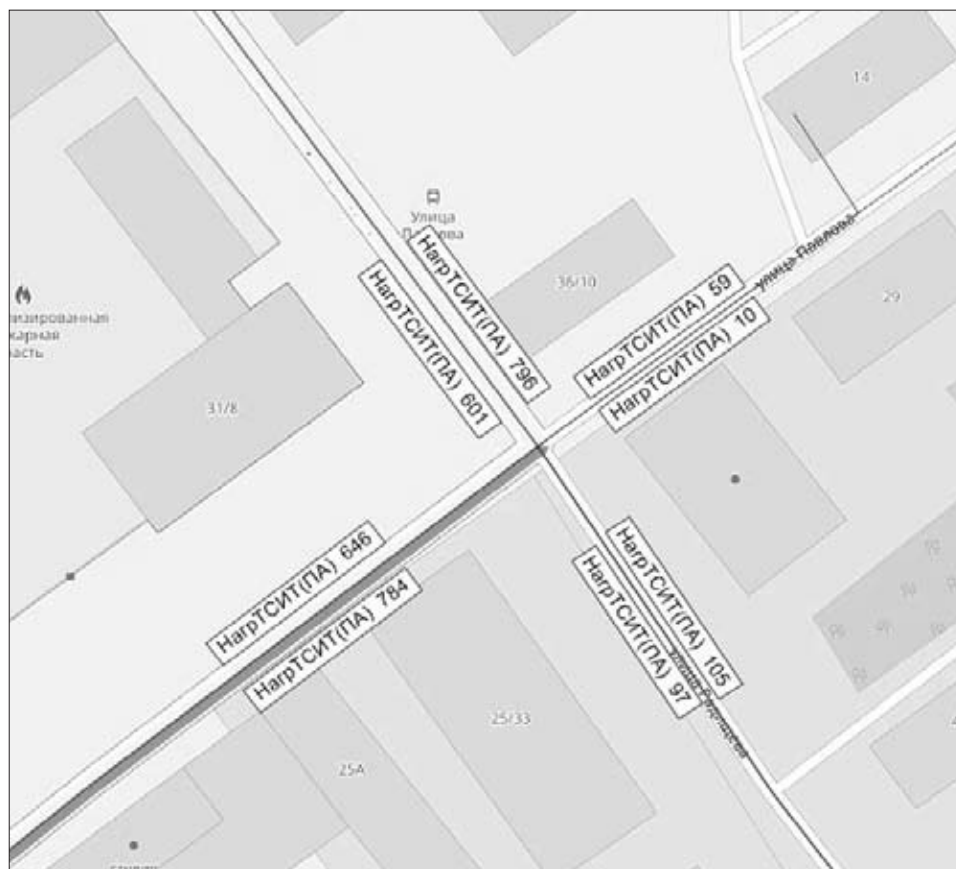 14
Улица
НагрТСИТ(ПА) 796
НагрТСИТ(ПА) 601
36/10
НагрТСИТ(ПА) 59
НагрТСИТ(ПА) 10
улица Павлова
29
31/8
НагрТСИТ(ПА) 646
НагрТСИТ(ПА) 784
НагрТСИТ(ПА) 105
НагрТСИТ(ПА) 97
25/33
25А